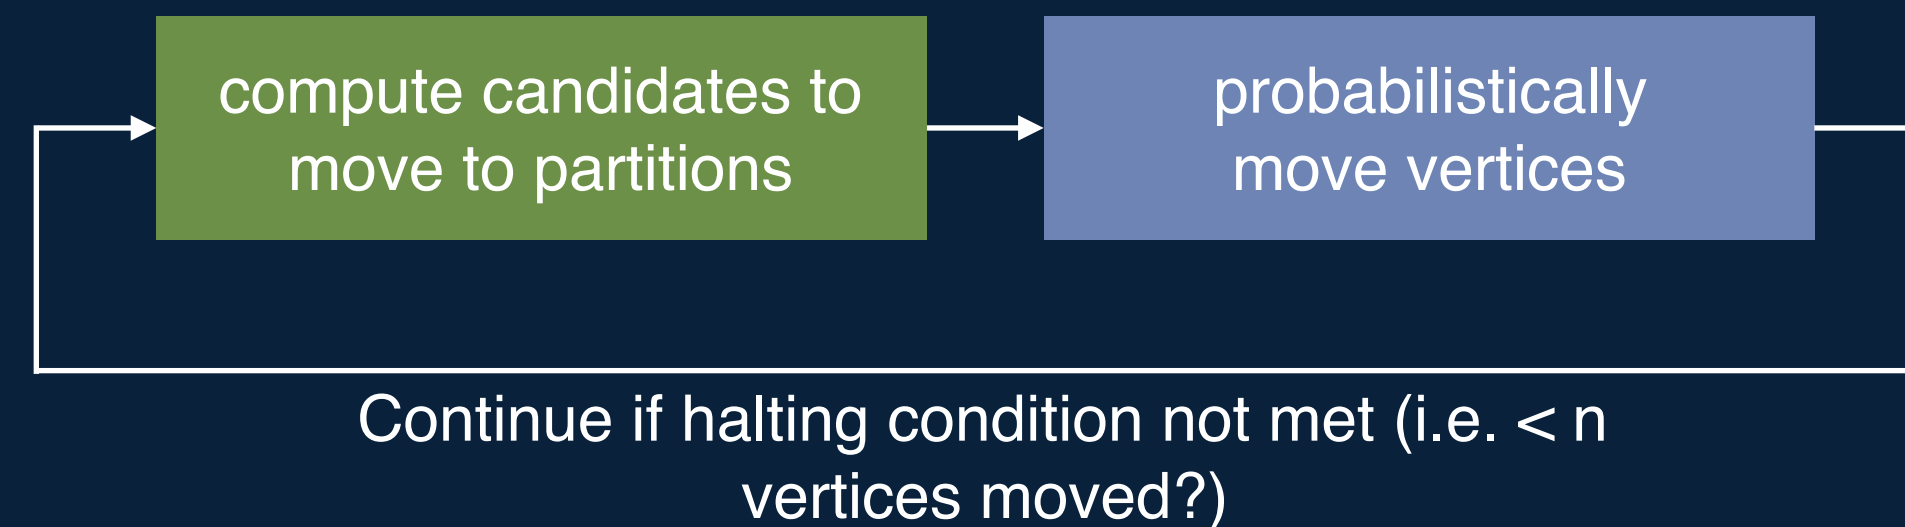 compute candidates to
move to partitions
probabilistically
move vertices
Continue if halting condition not met (i.e. < n
vertices moved?)